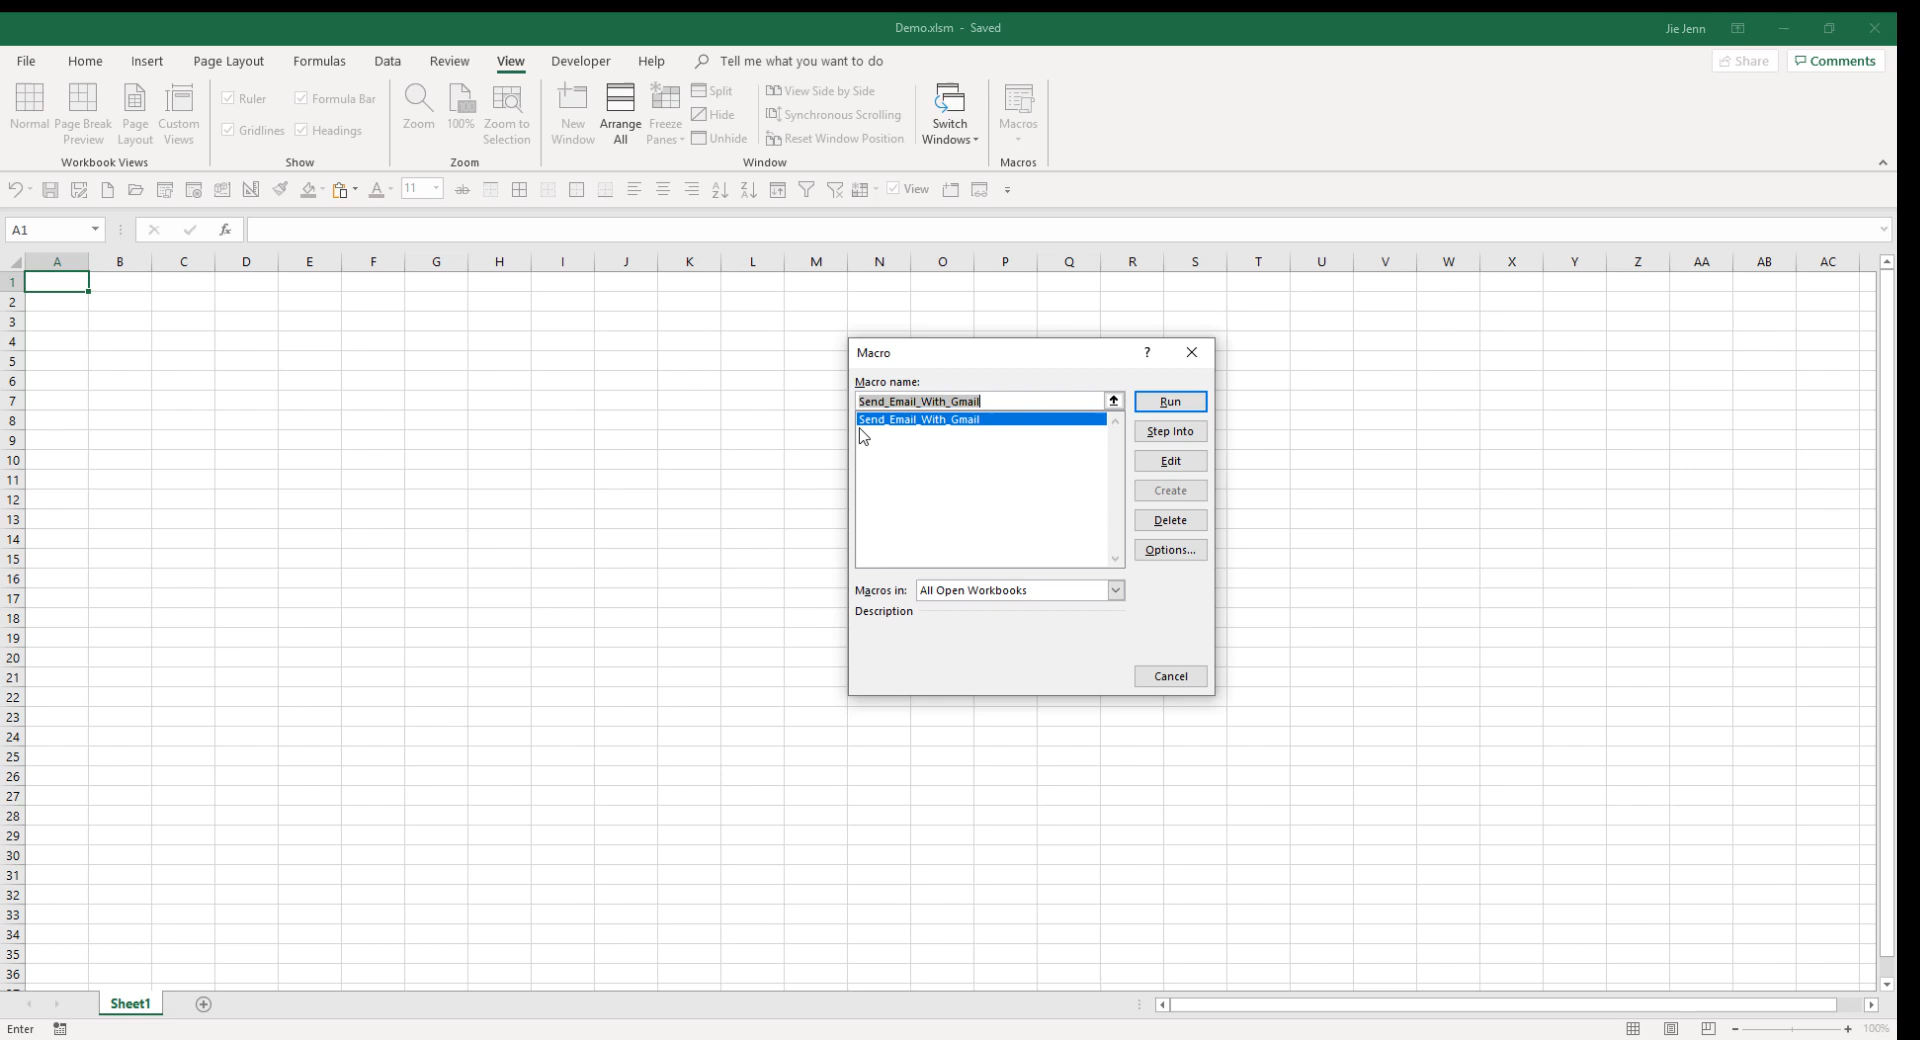 Demo.xlsm - Saved
Jie Jenn
File Home Insert Page Layout Formulas Data Review View Developer Help Tell me what you want to do
Share Comments
Normal
Page Break Preview
Page Layout
Custom Views
Workbook Views
Ruler
Formula Bar
Gridlines
Headings
Show
Zoom
100%
Zoom to Selection
Zoom
New Window
Arrange All
Freeze Panes
Split
Hide
Unhide
View Side by Side
Synchronous Scrolling
Reset Window Position
Window
Switch Windows
Macros
Macros
11
ab
View
A1
fx
A B C D E F G H I J K L M N O P Q R S T U V W X Y Z AA AB AC
1
2
3
4
5
6
7
8
9
10
11
12
13
14
15
16
17
18
19
20
21
22
23
24
25
26
27
28
29
30
31
32
33
34
35
36
Macro ?
Macro name:
Send_Email_With_Gmail
Send_Email_With_Gmail
Run
Step Into
Edit
Create
Delete
Options...
Macros in: All Open Workbooks
Description
Cancel
Sheet1
Enter
100%